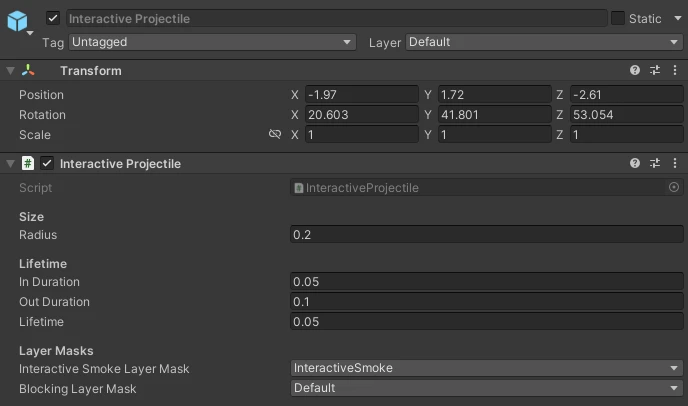 Interactive Projectile Static
Tag Untagged Layer Default
Transform
Position X -1.97 Y 1.72 Z -2.61
Rotation X 20.603 Y 41.801 Z 53.054
Scale X 1 Y 1 Z 1
# Interactive Projectile
Script # InteractiveProjectile
Size
Radius 0.2
Lifetime
In Duration 0.05
Out Duration 0.1
Lifetime 0.05
Layer Masks
Interactive Smoke Layer Mask InteractiveSmoke
Blocking Layer Mask Default